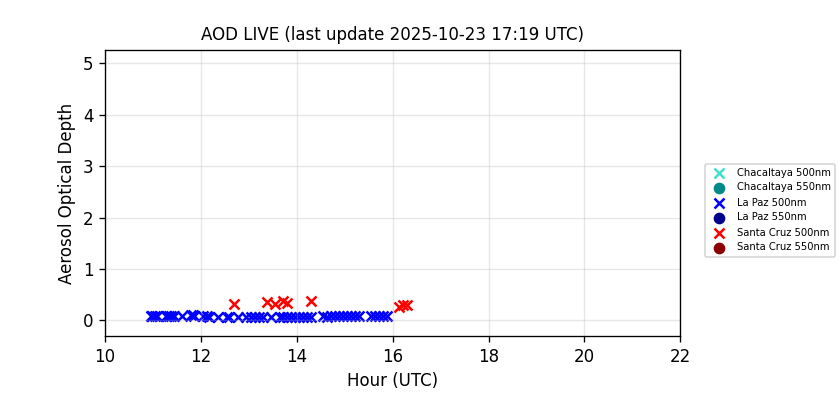 AOD LIVE (last update 2025-10-23 17:19 UTC)
Aerosol Optical Depth
5
4
3
2
1
0
10 12 14 16 18 20 22
Hour (UTC)
Chacaltaya 500nm
Chacaltaya 550nm
La Paz 500nm
La Paz 550nm
Santa Cruz 500nm
Santa Cruz 550nm